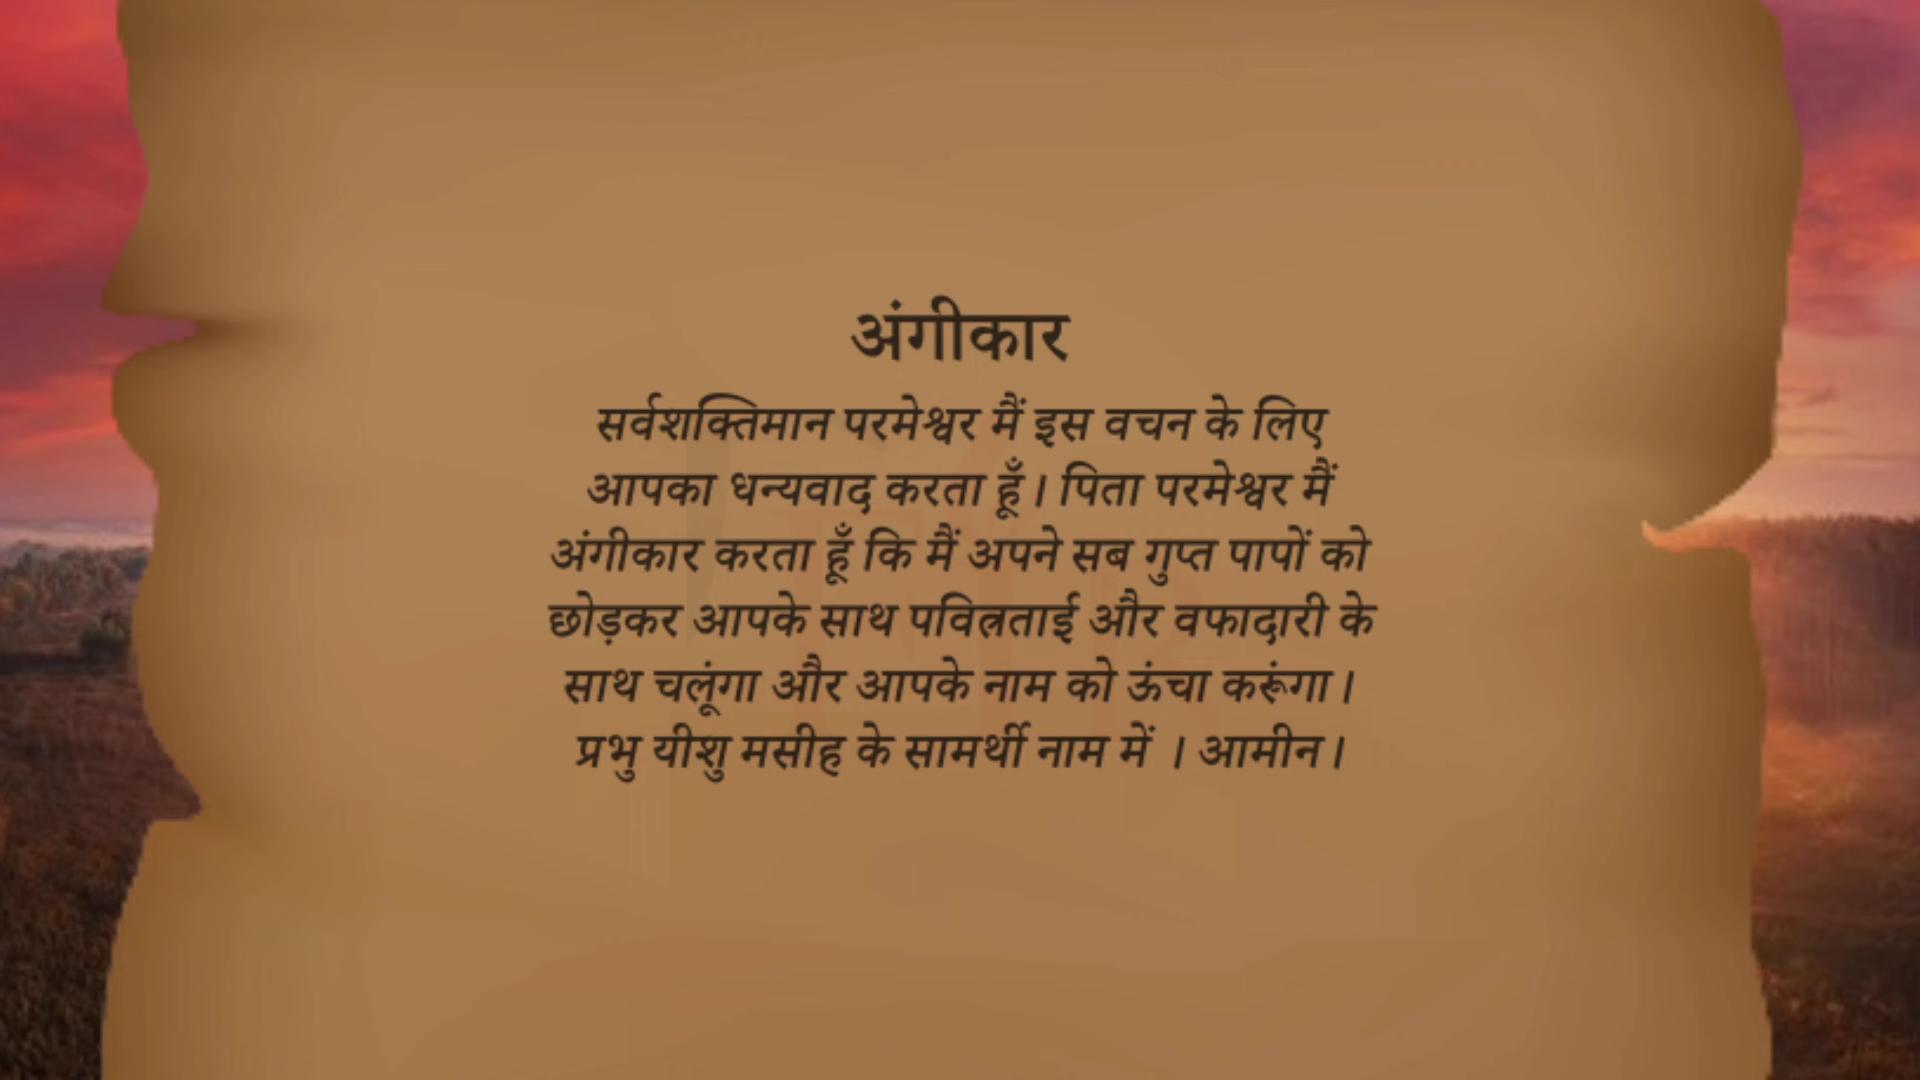 अंगीकार
सर्वशक्तिमान परमेश्वर मैं इस वचन के लिए
आपका धन्यवाद करता हूँ। पिता परमेश्वर मैं
अंगीकार करता हूँ कि मैं अपने सब गुप्त पापों को
छोड़कर आपके साथ पवित्रताई और वफादारी के
साथ चलूंगा और आपके नाम को ऊंचा करूंगा।
प्रभु यीशु मसीह के सामर्थी नाम में । आमीन।